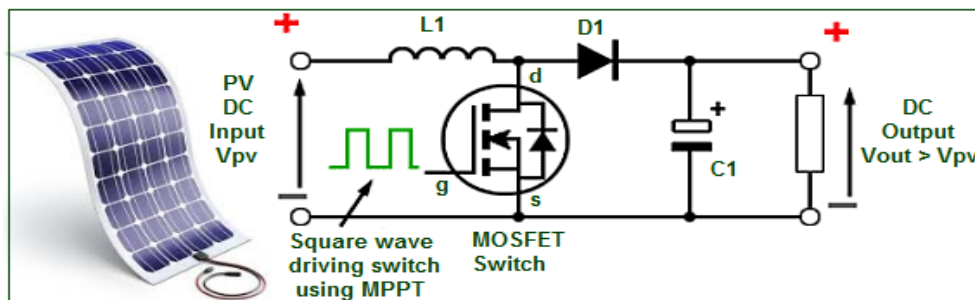 +
L1
D1
+
PV
DC
Input
Vpv
d
g
s
+
C1
DC
Output
Vout > Vpv
−
−
Square wave
driving switch
using MPPT
MOSFET
Switch